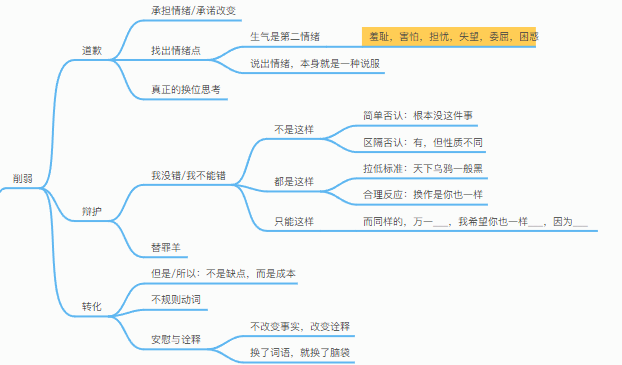 削弱
道歉
承担情绪/承诺改变
找出情绪点
生气是第二情绪
羞耻，害怕，担忧，失望，委屈，困惑
说出情绪，本身就是一种说服
真正的换位思考
辩护
我没错/我不能错
不是这样
简单否认：根本没这件事
区隔否认：有，但性质不同
都是这样
拉低标准：天下乌鸦一般黑
合理反应：换作是你也一样
只能这样
而同样的，万一___，我希望你也一样___，因为___
替罪羊
转化
但是/所以：不是缺点，而是成本
不规则动词
安慰与诠释
不改变事实，改变诠释
换了词语，就换了脑袋